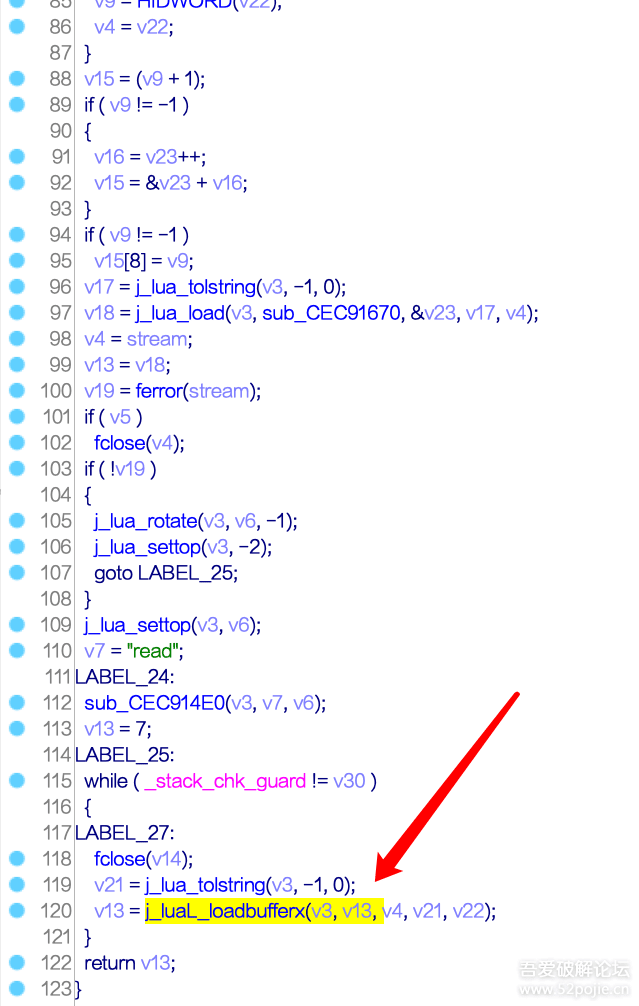 85 v9 = HIDWORD(v22);
86 v4 = v22;
87 }
88 v15 = (v9 + 1);
89 if ( v9 != −1 )
90 {
91 v16 = v23++;
92 v15 = &v23 + v16;
93 }
94 if ( v9 != −1 )
95 v15[8] = v9;
96 v17 = j_lua_tolstring(v3, −1, 0);
97 v18 = j_lua_load(v3, sub_CEC91670, &v23, v17, v4);
98 v4 = stream;
99 v13 = v18;
100 v19 = ferror(stream);
101 if ( v5 )
102 fclose(v4);
103 if ( !v19 )
104 {
105 j_lua_rotate(v3, v6, −1);
106 j_lua_settop(v3, −2);
107 goto LABEL_25;
108 }
109 j_lua_settop(v3, v6);
110 v7 = "read";
111 LABEL_24:
112 sub_CEC914E0(v3, v7, v6);
113 v13 = 7;
114 LABEL_25:
115 while ( _stack_chk_guard != v30 )
116 {
117 LABEL_27:
118 fclose(v14);
119 v21 = j_lua_tolstring(v3, −1, 0);
120 v13 = j_luaL_loadbufferx(v3, v13, v4, v21, v22);
121 }
122 return v13;
123 }
吾爱破解论坛
www.52pojie.cn